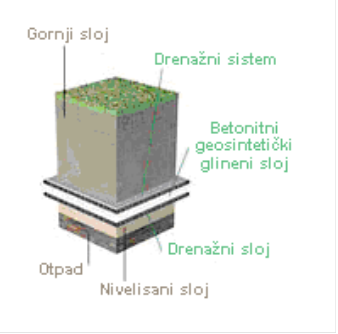 Gornji sloj
Drenažni sistem
Betonitni
geosintetički
glineni sloj
Drenažni sloj
Otpad
Nivelisani sloj